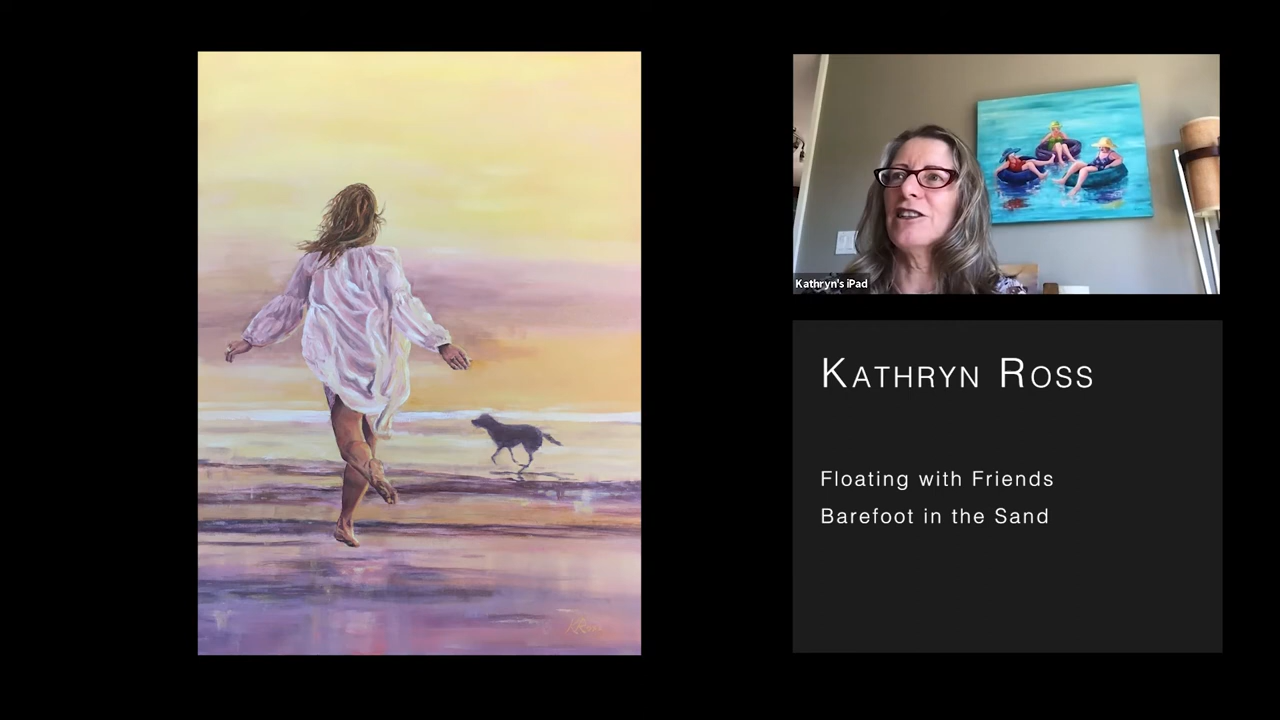 Kathryn's iPad
KATHRYN ROSS
Floating with Friends
Barefoot in the Sand